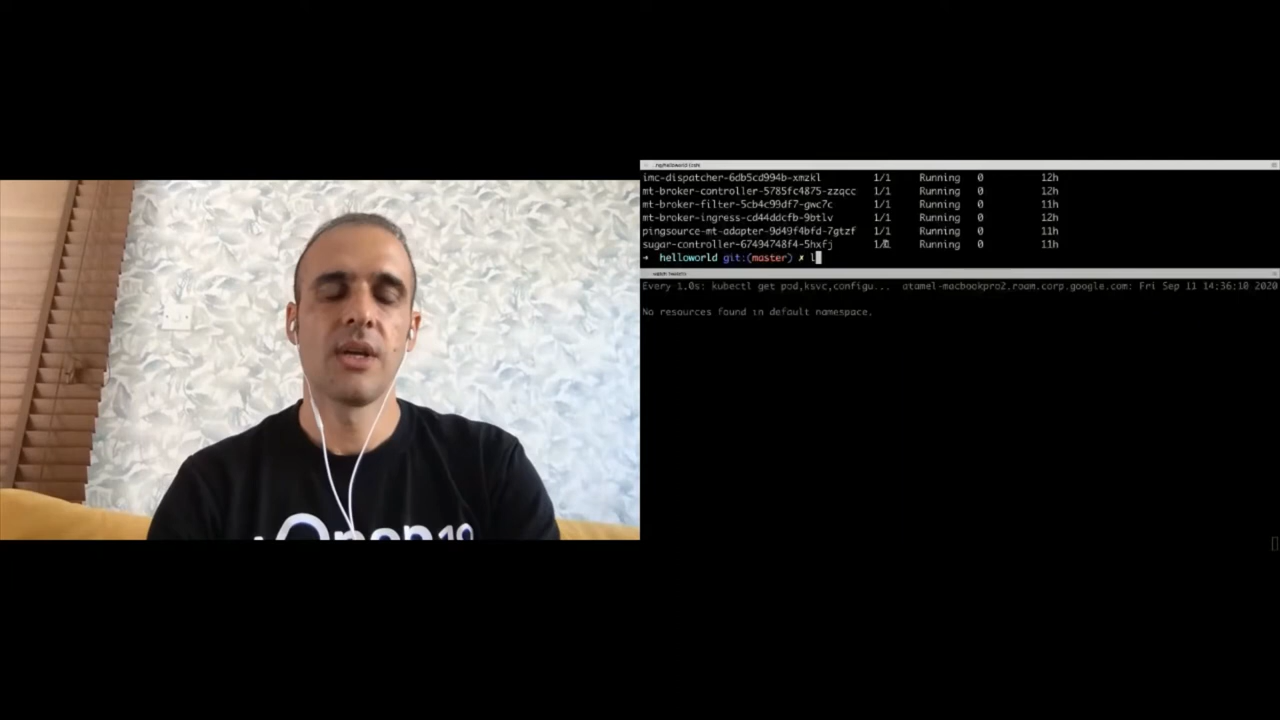 imc-dispatcher-6db5cd994b-xmzkl 1/1 Running 0 12h
mt-broker-controller-5785fc4875-zzqcc 1/1 Running 0 12h
mt-broker-filter-5cb4c99df7-gwc7c 1/1 Running 0 11h
mt-broker-ingress-cd44ddcfb-9btlv 1/1 Running 0 12h
pingsource-mt-adapter-9d49f4bfd-7gtzf 1/1 Running 0 11h
sugar-controller-67494748f4-5hxfj 1/1 Running 0 11h
➜ helloworld git:(master) ✗ l
Every 1.0s: kubectl get pod,ksvc,configu... atamel-macbookpro2.roam.corp.google.com: Fri Sep 11 14:36:10 2020
No resources found in default namespace.